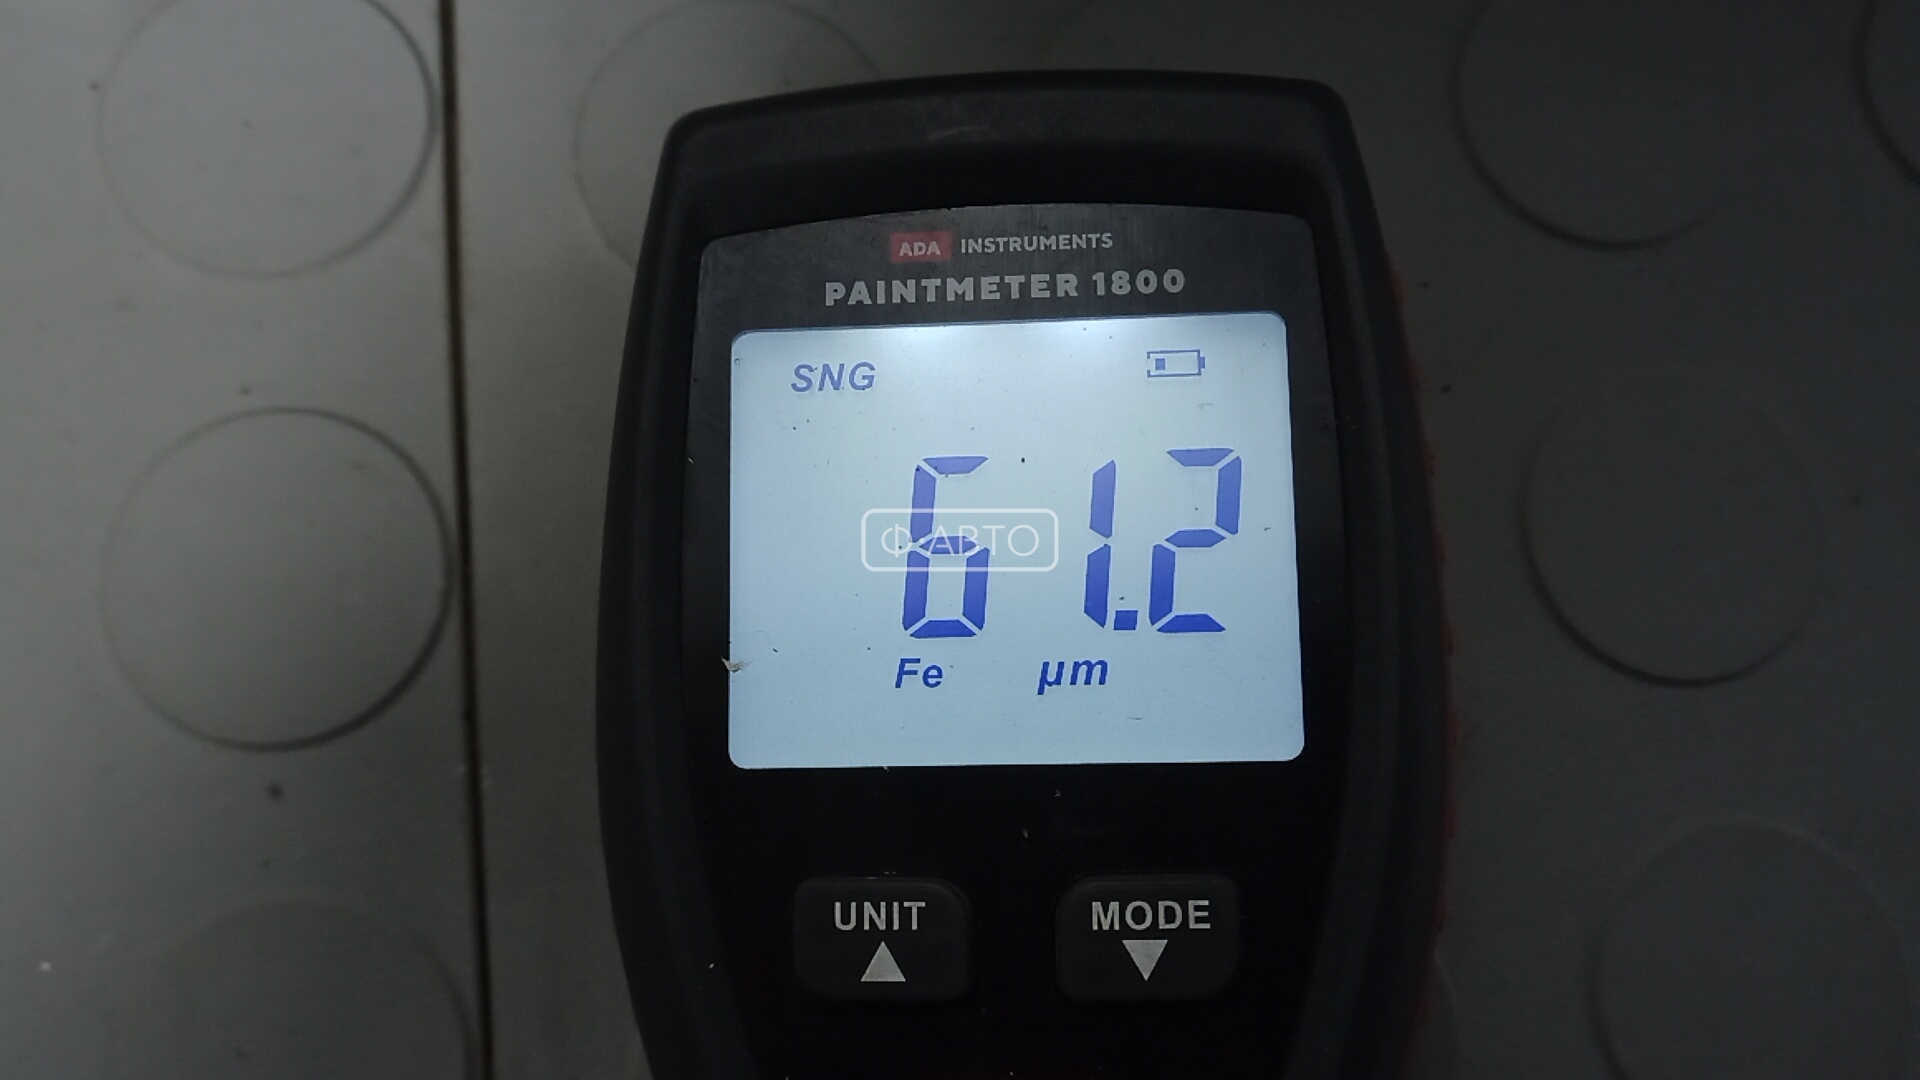 ADA INSTRUMENTS
PAINTMETER 1800
SNG
61.2
Ф АВТО
Fe µm
UNIT MODE